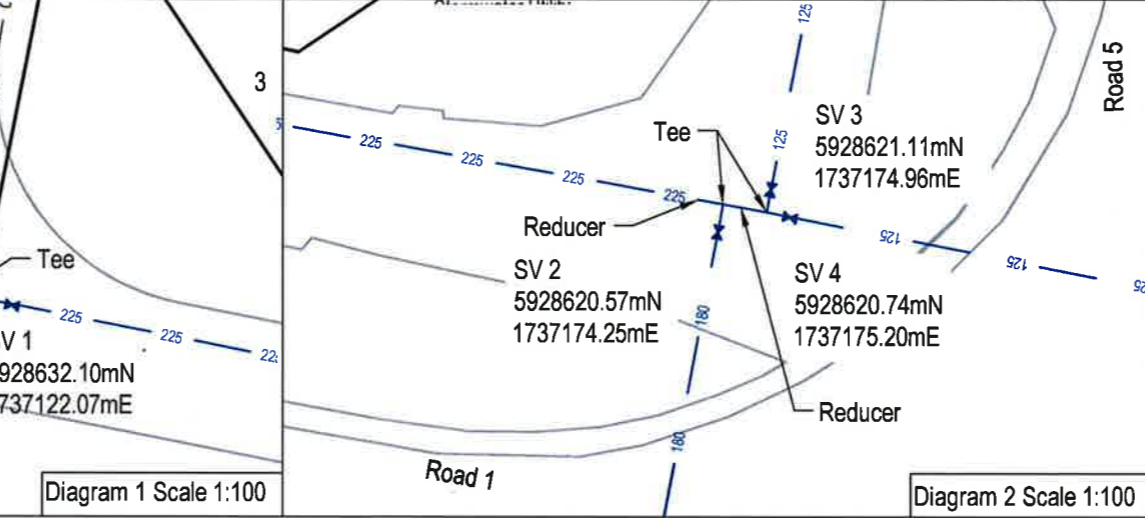 3
Tee
225
225
928632.10mN
737122.07mE
Diagram 1 Scale 1:100
125
Road 5
225
225
225
225
Tee
125
SV 3
5928621.11mN
1737174.96mE
Reducer
125
125
SV 2
5928620.57mN
1737174.25mE
SV 4
5928620.74mN
1737175.20mE
180
Reducer
180
Road 1
Diagram 2 Scale 1:100